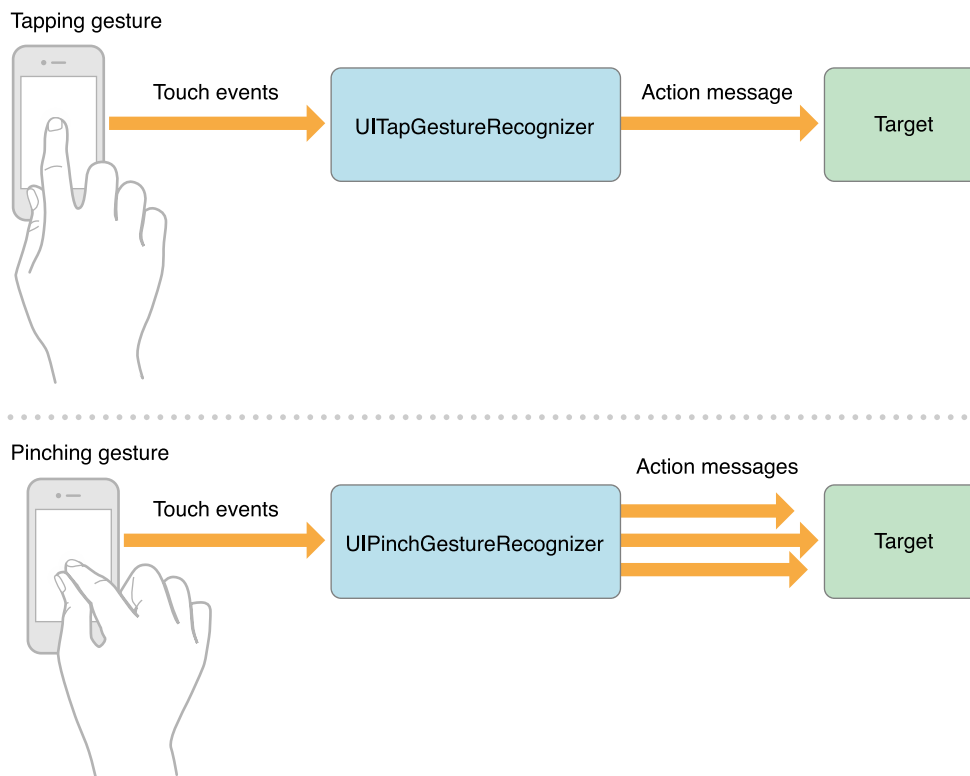 Tapping gesture
Touch events
UITapGestureRecognizer
Action message
Target
Pinching gesture
Touch events
UIPinchGestureRecognizer
Action messages
Target